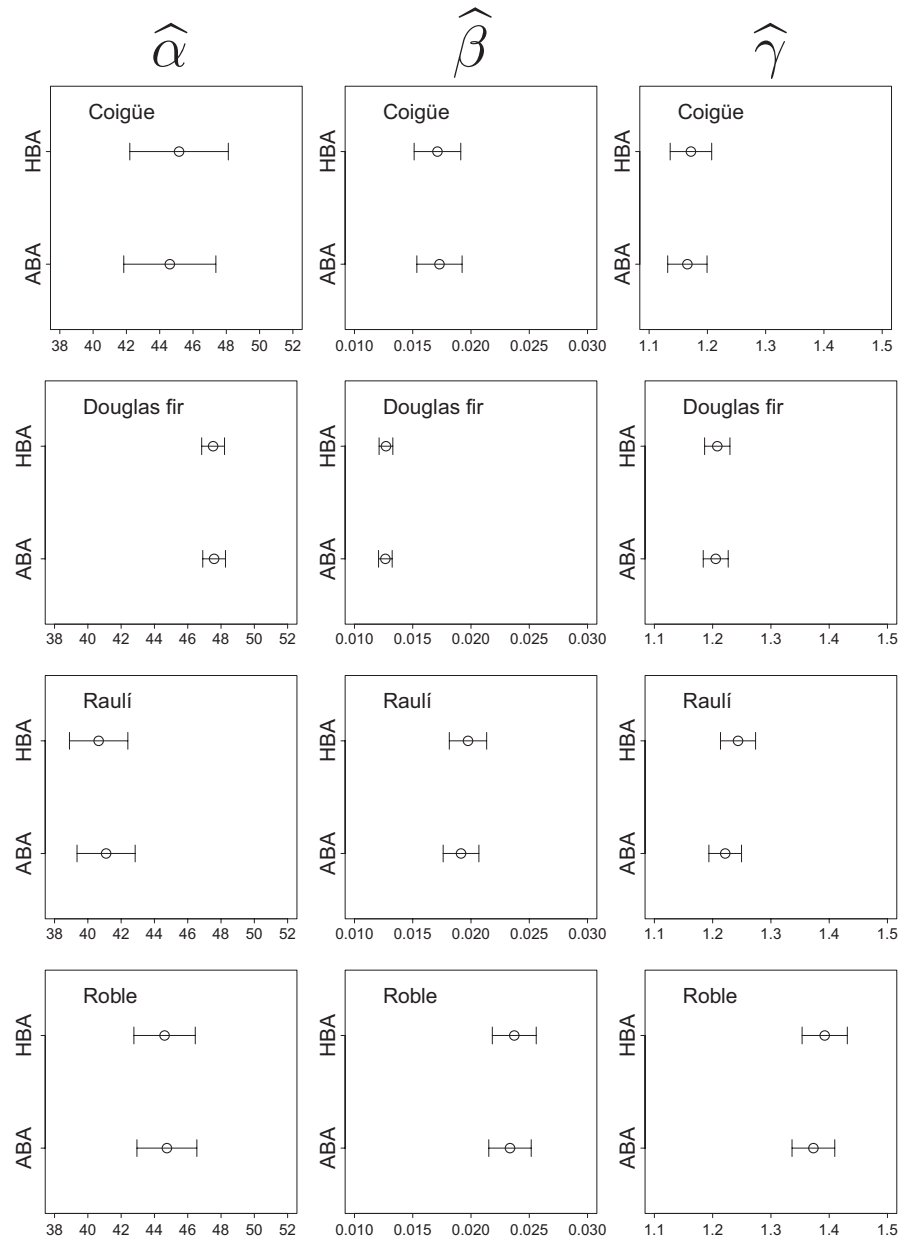 α̂ β̂ γ̂
Coigüe Coigüe Coigüe
HBA HBA HBA
ABA ABA ABA
38 40 42 44 46 48 50 52 0.010 0.015 0.020 0.025 0.030 1.1 1.2 1.3 1.4 1.5
Douglas fir Douglas fir Douglas fir
HBA HBA HBA
ABA ABA ABA
38 40 42 44 46 48 50 52 0.010 0.015 0.020 0.025 0.030 1.1 1.2 1.3 1.4 1.5
Raulí Raulí Raulí
HBA HBA HBA
ABA ABA ABA
38 40 42 44 46 48 50 52 0.010 0.015 0.020 0.025 0.030 1.1 1.2 1.3 1.4 1.5
Roble Roble Roble
HBA HBA HBA
ABA ABA ABA
38 40 42 44 46 48 50 52 0.010 0.015 0.020 0.025 0.030 1.1 1.2 1.3 1.4 1.5